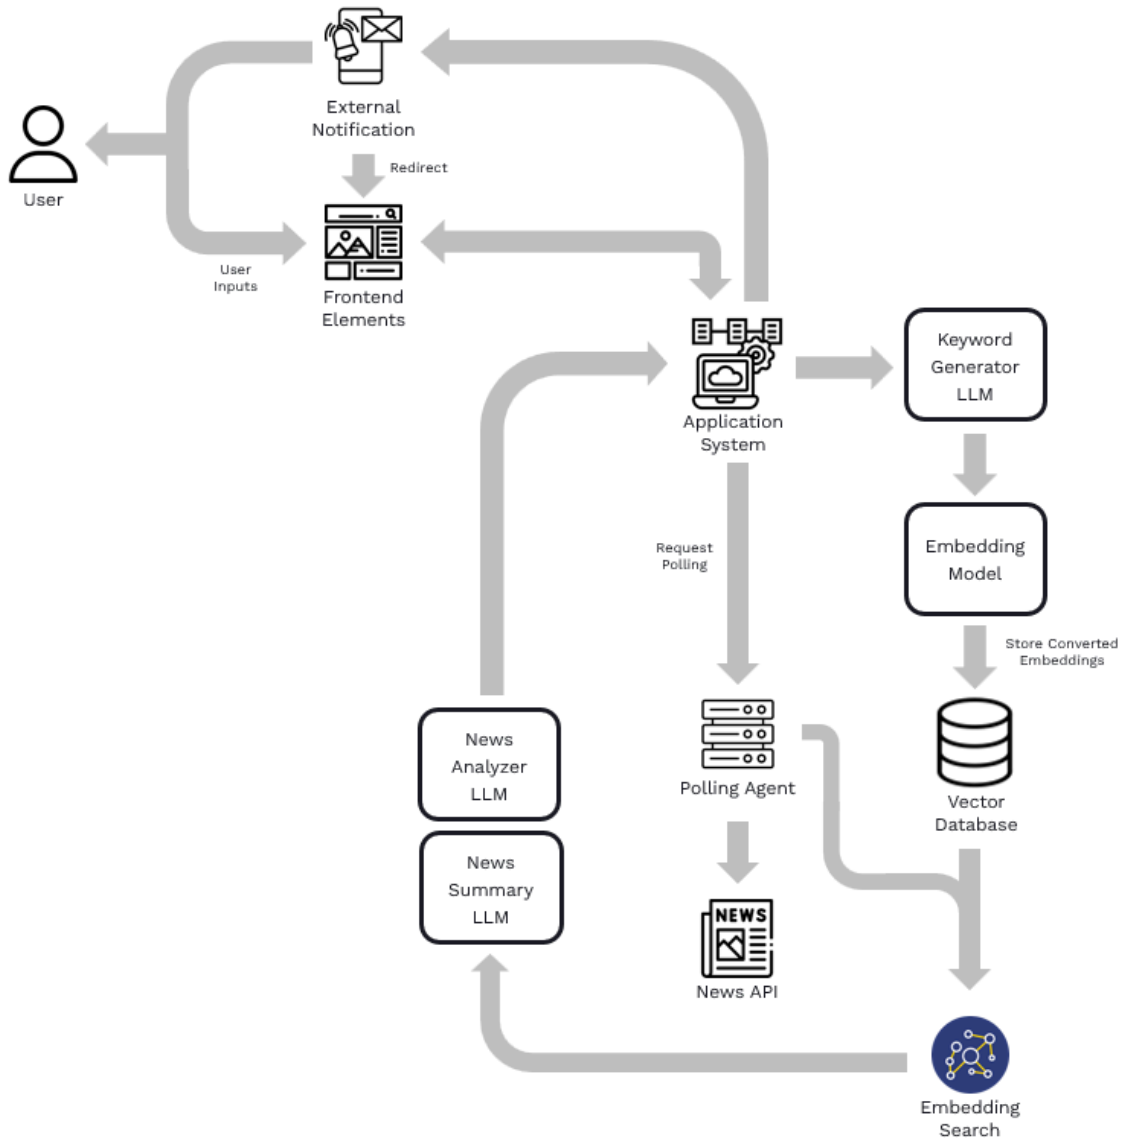 External
Notification
Redirect
User
User
Inputs
Frontend
Elements
Application
System
Keyword
Generator
LLM
Request
Polling
Embedding
Model
Store Converted
Embeddings
News
Analyzer
LLM
Polling Agent
Vector
Database
News
Summary
LLM
NEWS
News API
Embedding
Search